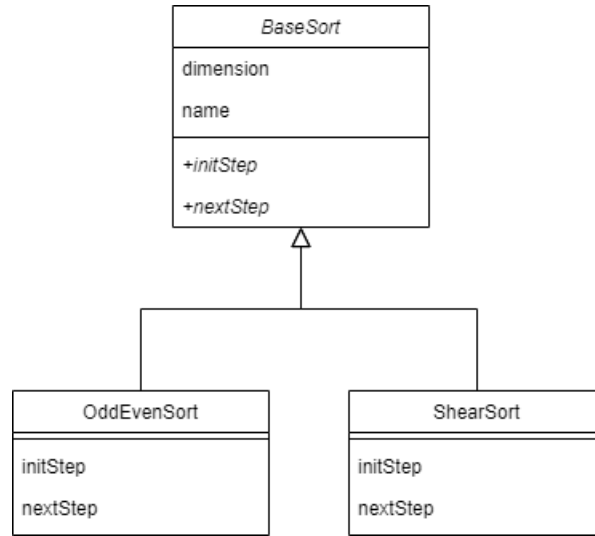 BaseSort
dimension
name
+initStep
+nextStep
OddEvenSort
initStep
nextStep
ShearSort
initStep
nextStep